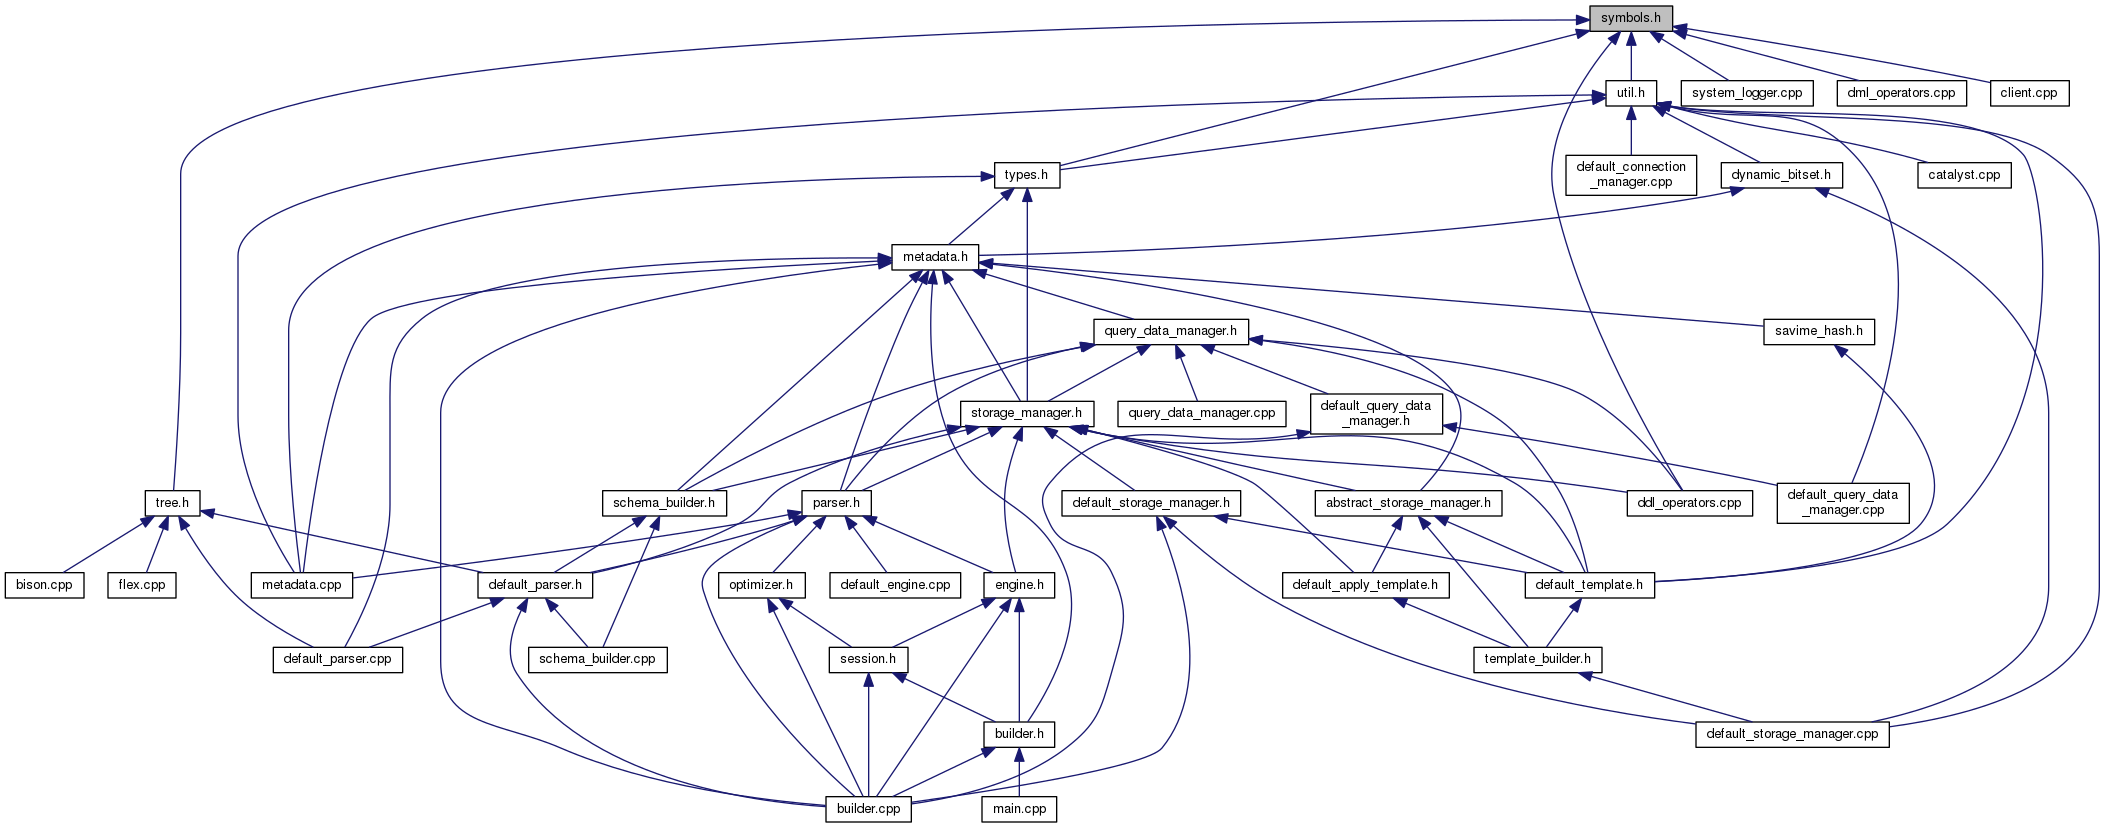 symbols.h
util.h
system_logger.cpp
dml_operators.cpp
client.cpp
types.h
default_connection
_manager.cpp
dynamic_bitset.h
catalyst.cpp
metadata.h
query_data_manager.h
savime_hash.h
storage_manager.h
query_data_manager.cpp
default_query_data
_manager.h
tree.h
schema_builder.h
parser.h
default_storage_manager.h
abstract_storage_manager.h
ddl_operators.cpp
default_query_data
_manager.cpp
bison.cpp
flex.cpp
metadata.cpp
default_parser.h
optimizer.h
default_engine.cpp
engine.h
default_apply_template.h
default_template.h
default_parser.cpp
schema_builder.cpp
session.h
template_builder.h
builder.h
default_storage_manager.cpp
builder.cpp
main.cpp